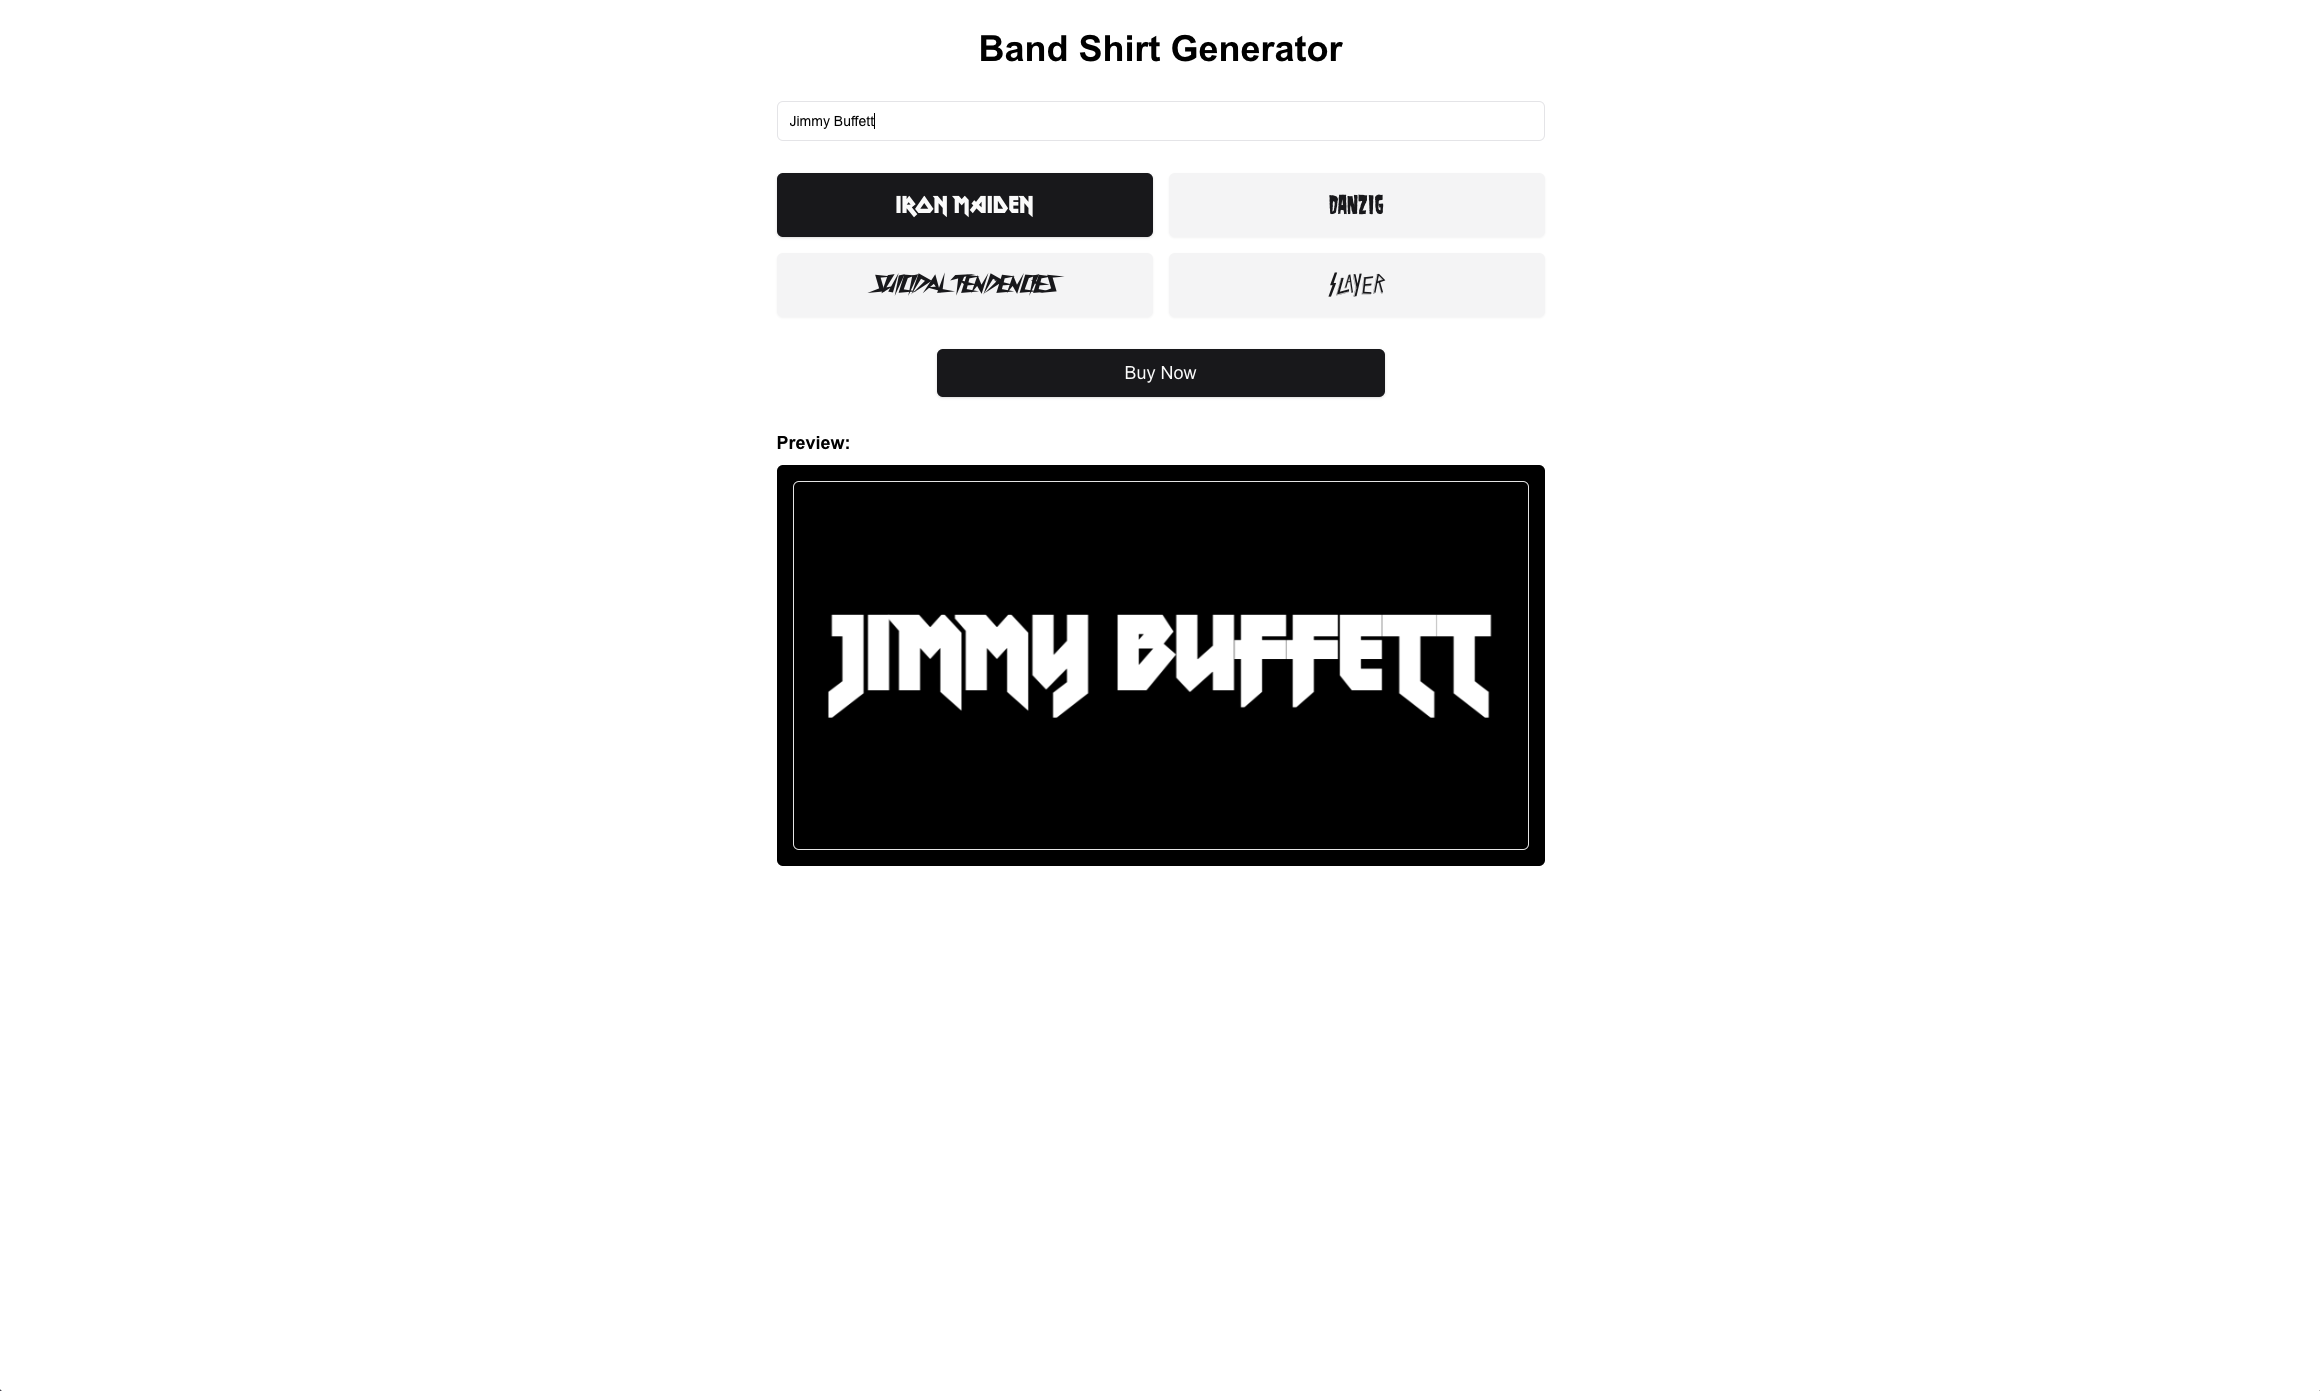 Band Shirt Generator
Jimmy Buffett
IRON MAIDEN
DANZIG
SUICIDAL TENDENCIES
SLAYER
Buy Now
Preview:
JIMMY BUFFETT